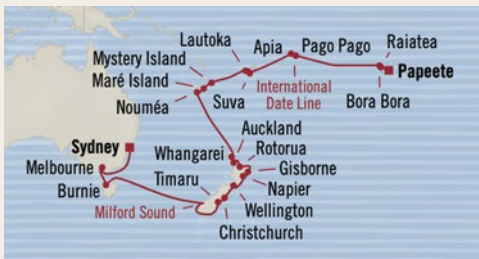 Lautoka
Apia
Pago Pago
Raiatea
Mystery Island
Maré Island
Papeete
Nouméa
Suva
International
Date Line
Bora Bora
Auckland
Sydney
Whangarei
Rotorua
Melbourne
Timaru
Gisborne
Burnie
Napier
Milford Sound
Wellington
Christchurch